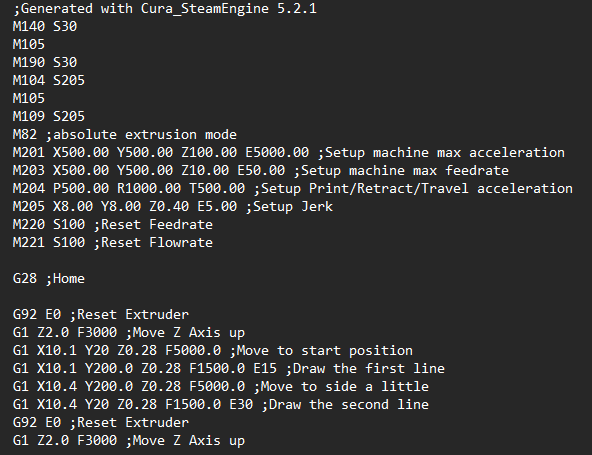 ;Generated with Cura_SteamEngine 5.2.1
M140 S30
M105
M190 S30
M104 S205
M105
M109 S205
M82 ;absolute extrusion mode
M201 X500.00 Y500.00 Z100.00 E5000.00 ;Setup machine max acceleration
M203 X500.00 Y500.00 Z10.00 E50.00 ;Setup machine max feedrate
M204 P500.00 R1000.00 T500.00 ;Setup Print/Retract/Travel acceleration
M205 X8.00 Y8.00 Z0.40 E5.00 ;Setup Jerk
M220 S100 ;Reset Feedrate
M221 S100 ;Reset Flowrate

G28 ;Home

G92 E0 ;Reset Extruder
G1 Z2.0 F3000 ;Move Z Axis up
G1 X10.1 Y20 Z0.28 F5000.0 ;Move to start position
G1 X10.1 Y200.0 Z0.28 F1500.0 E15 ;Draw the first line
G1 X10.4 Y200.0 Z0.28 F5000.0 ;Move to side a little
G1 X10.4 Y20 Z0.28 F1500.0 E30 ;Draw the second line
G92 E0 ;Reset Extruder
G1 Z2.0 F3000 ;Move Z Axis up